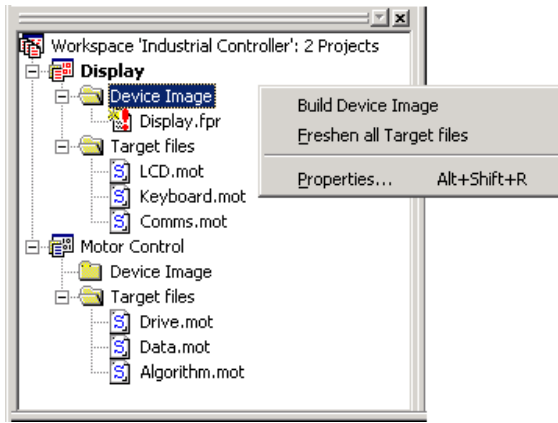 Workspace 'Industrial Controller': 2 Projects
Display
Device Image
Display.fpr
Target files
LCD.mot
Keyboard.mot
Comms.mot
Motor Control
Device Image
Target files
Drive.mot
Data.mot
Algorithm.mot
Build Device Image
Freshen all Target files
Properties... Alt+Shift+R